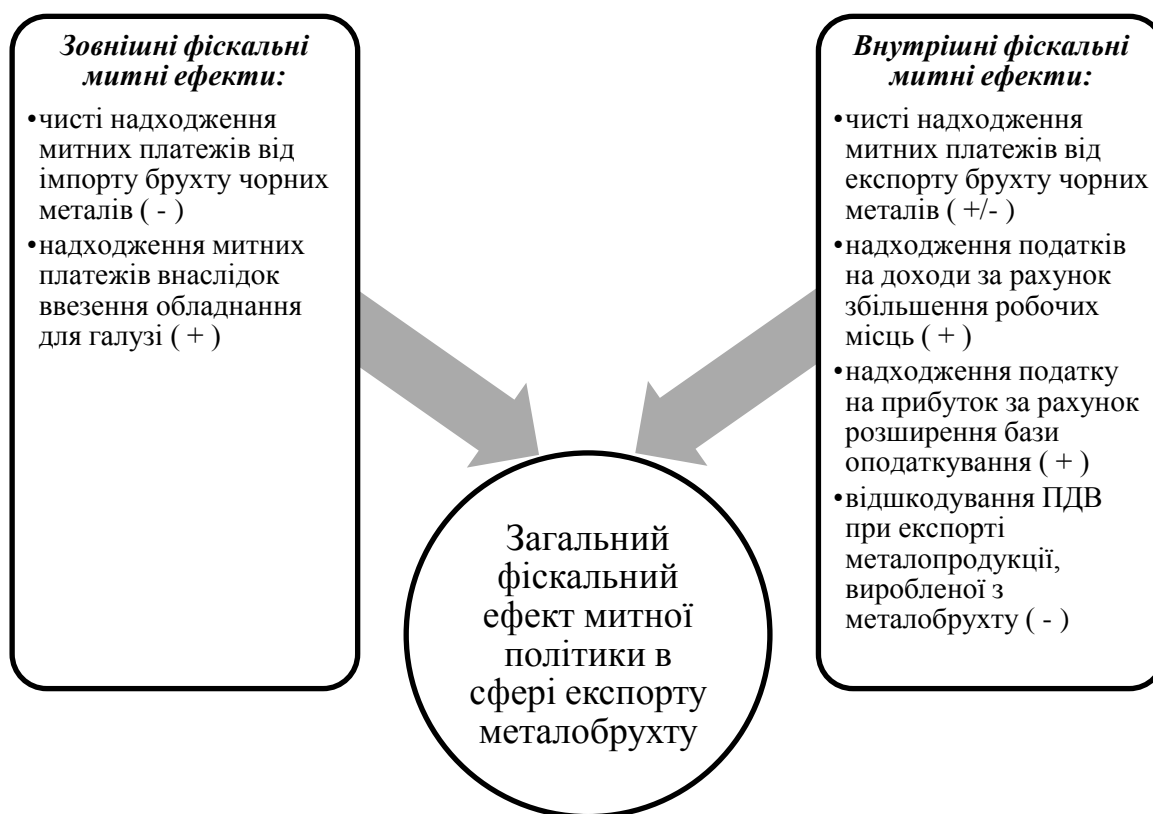 Зовнішні фіскальні
митні ефекти:
•чисті надходження
митних платежів від
імпорту брухту чорних
металів ( - )
•надходження митних
платежів внаслідок
ввезення обладнання
для галузі ( + )
Внутрішні фіскальні
митні ефекти:
•чисті надходження
митних платежів від
експорту брухту чорних
металів ( +/- )
•надходження податків
на доходи за рахунок
збільшення робочих
місць ( + )
•надходження податку
на прибуток за рахунок
розширення бази
оподаткування ( + )
•відшкодування ПДВ
при експорті
металопродукції,
виробленої з
металобрухту ( - )
Загальний
фіскальний
ефект митної
політики в
сфері експорту
металобрухту